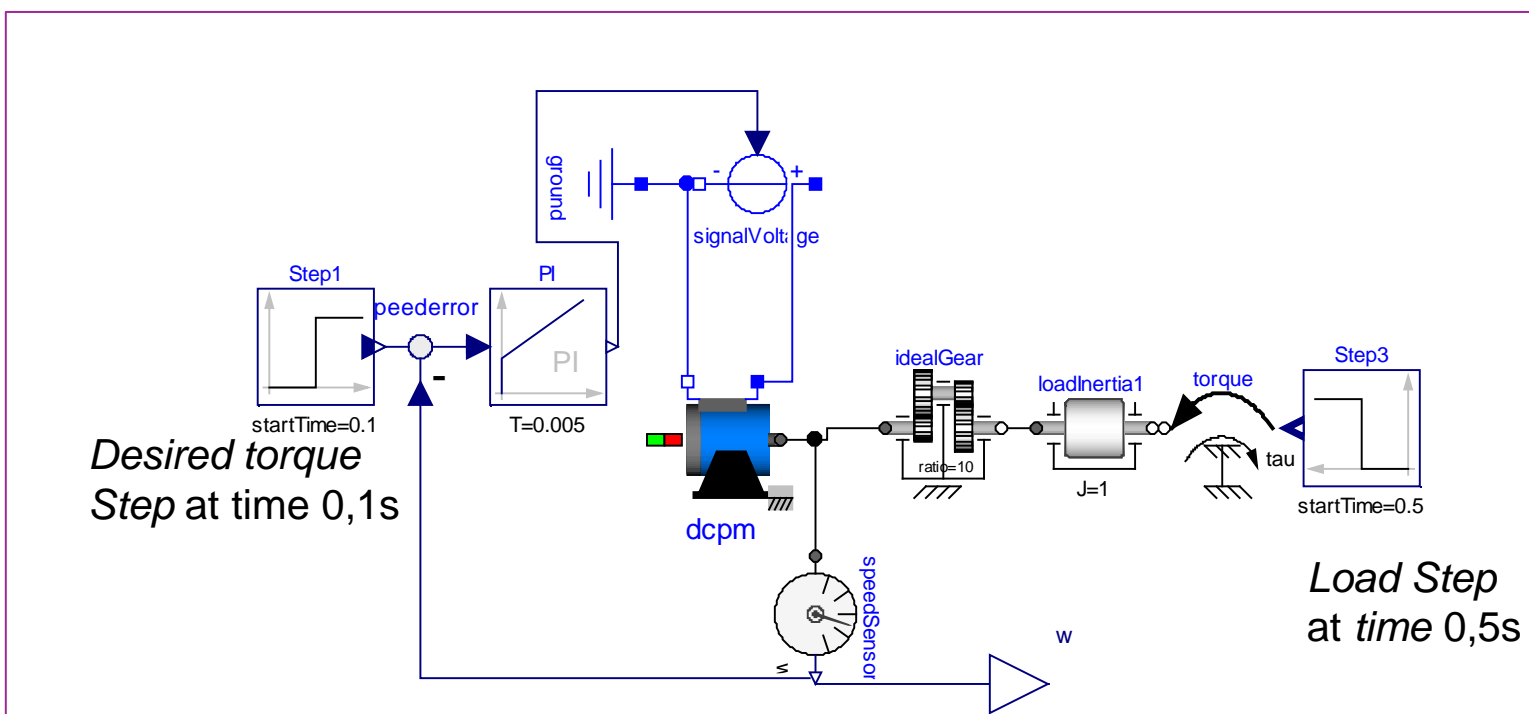 ground
-
+
signalVoltage
Step1
PI
peederror
PI
-
startTime=0.1
T=0.005
Desired torque
Step at time 0,1s
dcpm
idealGear
ratio=10
loadInertia1
J=1
torque
tau
Step3
startTime=0.5
Load Step
at time 0,5s
speedSensor
w
w